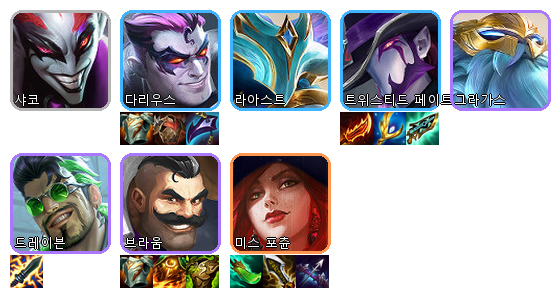 샤코
다리우스
라아스트
트위스티드 페이트
그라가스
드레이븐
브라움
미스 포츈